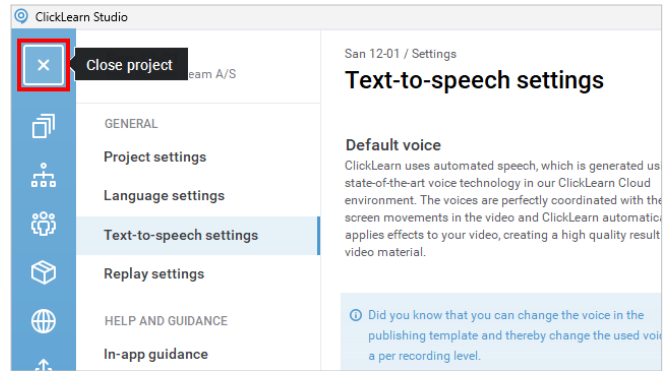 ClickLearn Studio
Close project
eam A/S
GENERAL
Project settings
Language settings
Text-to-speech settings
Replay settings
HELP AND GUIDANCE
In-app guidance
San 12-01 / Settings
Text-to-speech settings
Default voice
ClickLearn uses automated speech, which is generated us
state-of-the-art voice technology in our ClickLearn Cloud
environment. The voices are perfectly coordinated with the
screen movements in the video and ClickLearn automatica
applies effects to your video, creating a high quality result
video material.
Did you know that you can change the voice in the
publishing template and thereby change the used voi
a per recording level.